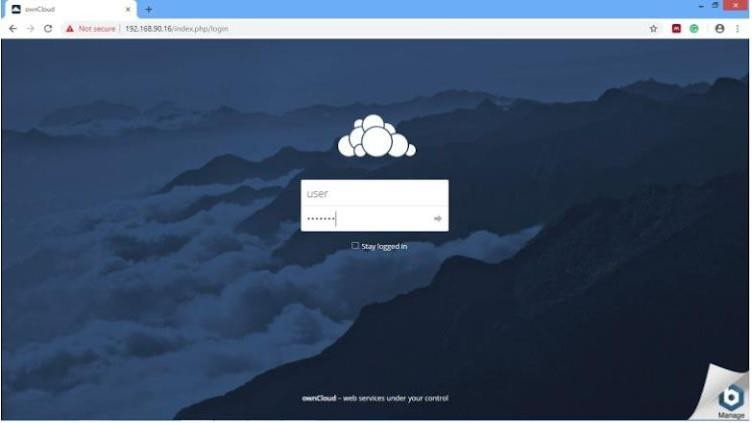 ownCloud
Not secure | 192.168.90.16/index.php/login
user
•••••••
Stay logged in
ownCloud – web services under your control
Manage